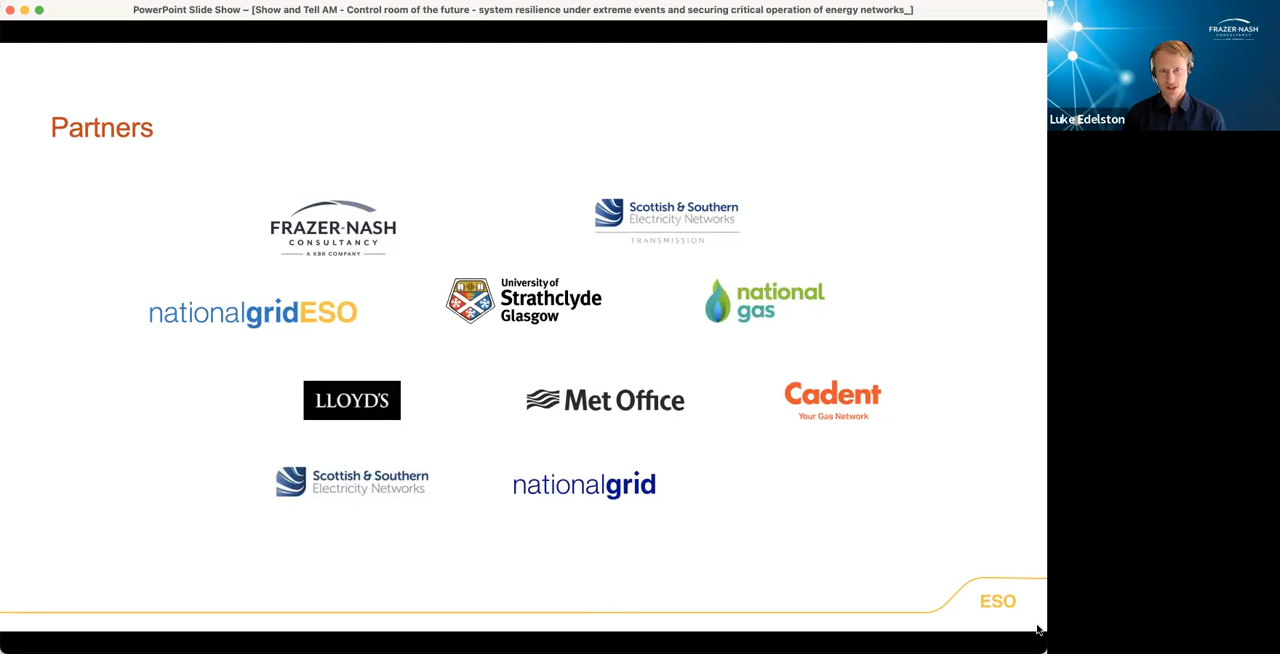 PowerPoint Slide Show – [Show and Tell AM - Control room of the future - system resilience under extreme events and securing critical operation of energy networks_]
FRAZER-NASH
CONSULTANCY
Luke Edelston
Partners
FRAZER-NASH
CONSULTANCY
A KBR COMPANY
Scottish & Southern
Electricity Networks
TRANSMISSION
nationalgridESO
University of
Strathclyde
Glasgow
national
gas
LLOYD'S
Met Office
Cadent
Your Gas Network
Scottish & Southern
Electricity Networks
nationalgrid
ESO